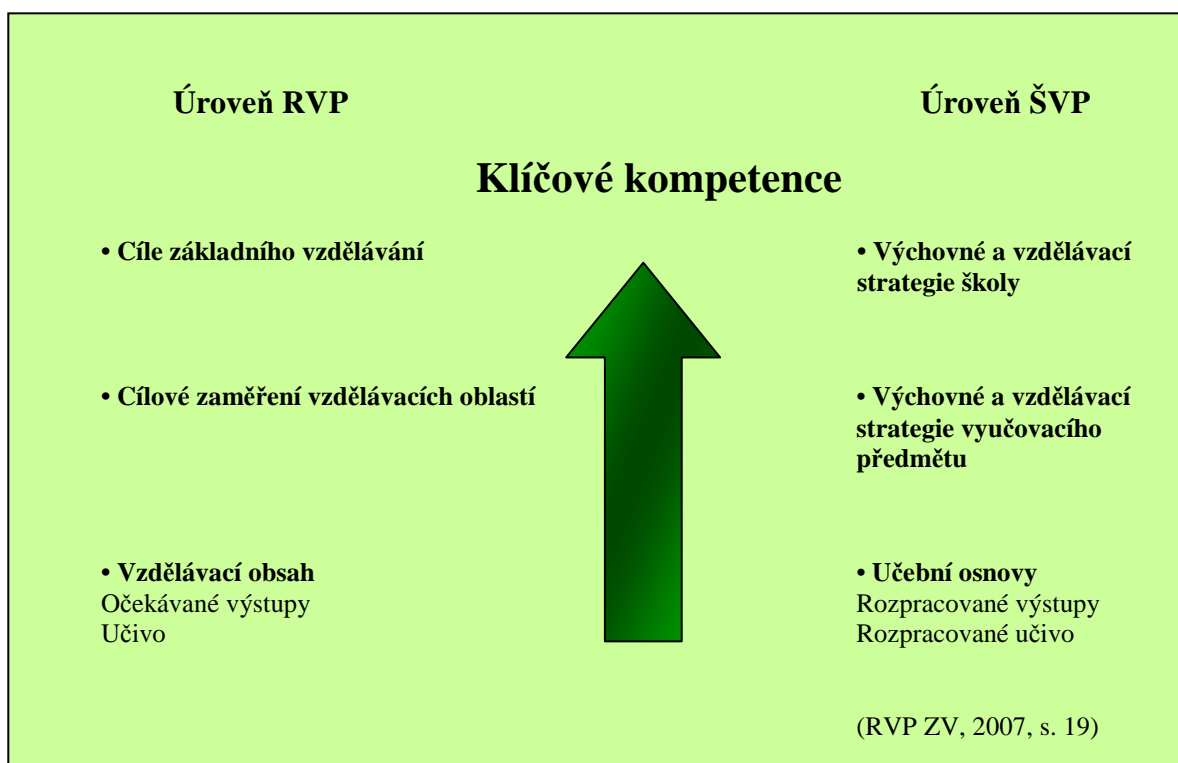 Úroveň RVP
Úroveň ŠVP
Klíčové kompetence
• Cíle základního vzdělávání
• Výchovné a vzdělávací
strategie školy
• Cílové zaměření vzdělávacích oblastí
• Výchovné a vzdělávací
strategie vyučovacího
předmětu
• Vzdělávací obsah
Očekávané výstupy
Učivo
• Učební osnovy
Rozpracované výstupy
Rozpracované učivo
(RVP ZV, 2007, s. 19)